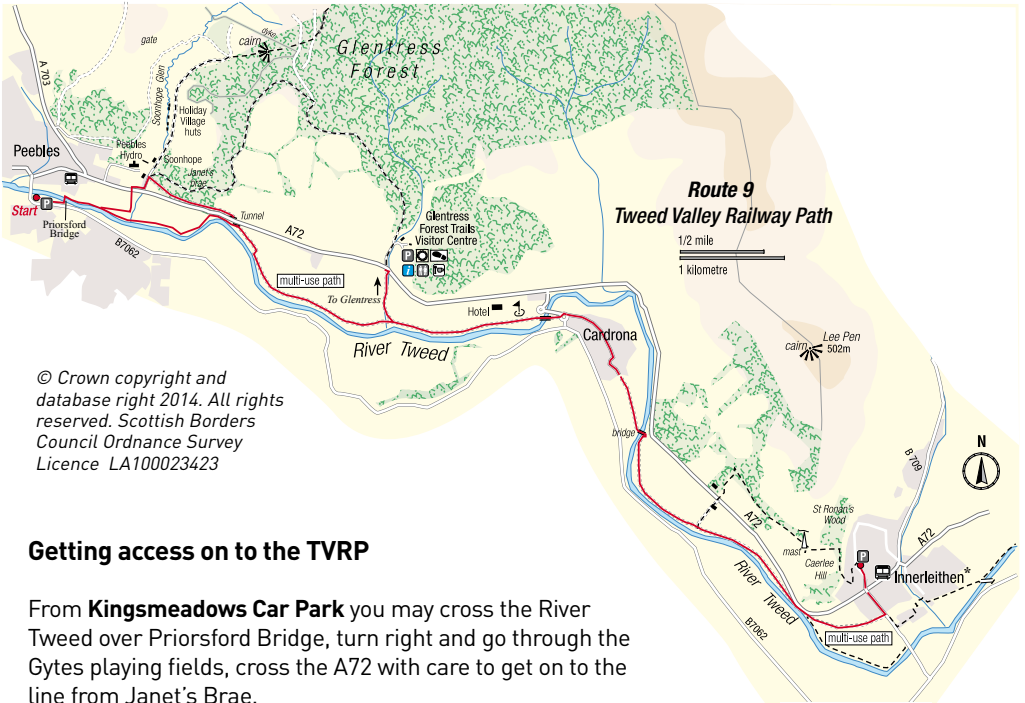 gate
dyke
cairn
Glentress
Forest
A 703
Soonhope Glen
Holiday
Village
huts
Peebles
Peebles
Hydro
Soonhope
Janet's
brae
Start
P
Priorsford
Bridge
Tunnel
A72
B7062
Glentress
Forest Trails
Visitor Centre
P
i
multi-use path
To Glentress
Hotel
River Tweed
Cardrona
Route 9
Tweed Valley Railway Path
1/2 mile
1 kilometre
cairn
Lee Pen
502m
© Crown copyright and
database right 2014. All rights
reserved. Scottish Borders
Council Ordnance Survey
Licence LA100023423
bridge
N
B 709
A72
St Ronan's
Wood
A72
mast
Caerlee
Hill
P
Innerleithen*
River Tweed
B7062
multi-use path
Getting access on to the TVRP
From Kingsmeadows Car Park you may cross the River
Tweed over Priorsford Bridge, turn right and go through the
Gytes playing fields, cross the A72 with care to get on to the
line from Janet's Brae.